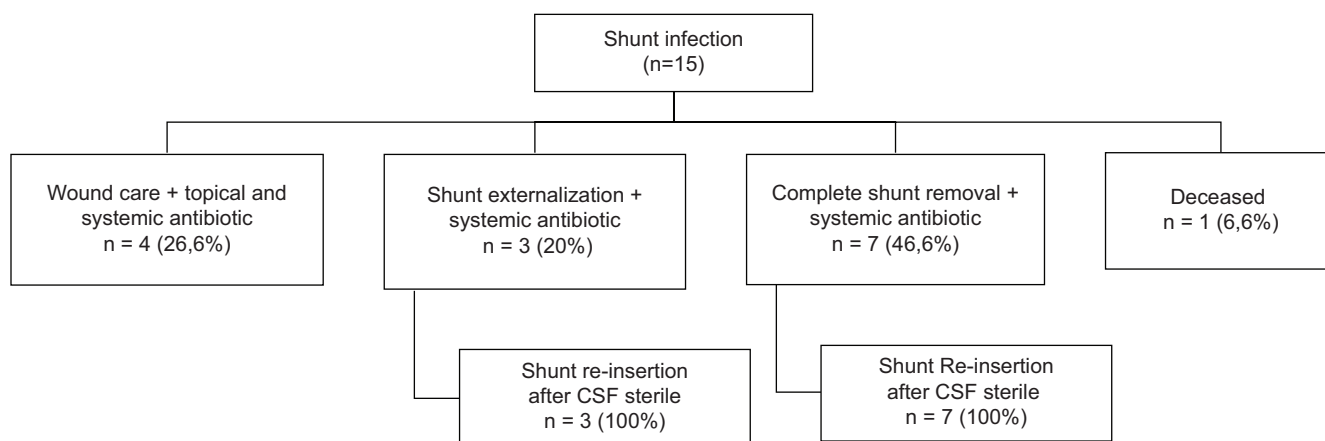 Shunt infection
(n=15)
Wound care + topical and
systemic antibiotic
n = 4 (26,6%)
Shunt externalization +
systemic antibiotic
n = 3 (20%)
Complete shunt removal +
systemic antibiotic
n = 7 (46,6%)
Deceased
n = 1 (6,6%)
Shunt re-insertion
after CSF sterile
n = 3 (100%)
Shunt Re-insertion
after CSF sterile
n = 7 (100%)